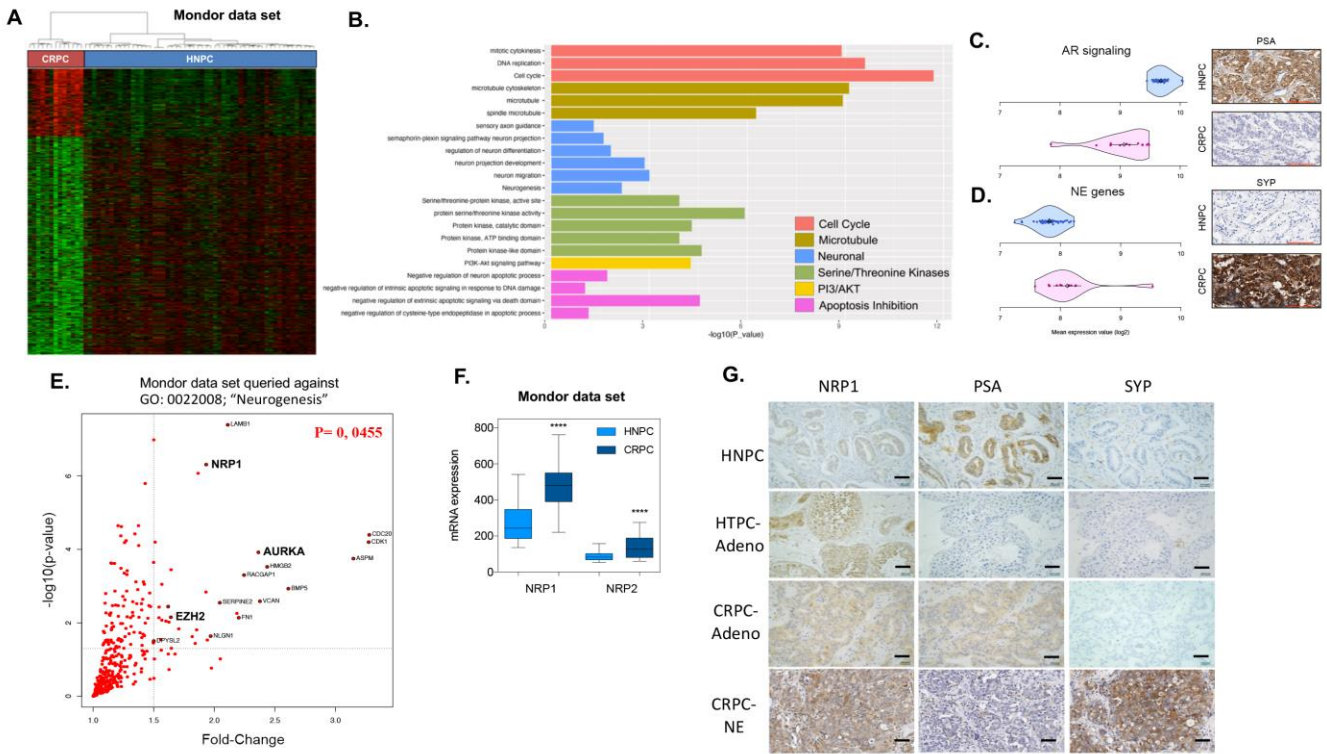 A
Mondor data set
CRPC
HNPC
B.
mitotic cytokinesis
DNA replication
Cell cycle
microtubule cytoskeleton
microtubule
spindle microtubule
sensory axon guidance
semaphorin-plexin signaling pathway neuron projection
regulation of neuron differentiation
neuron projection development
neuron migration
Neurogenesis
Serine/threonine-protein kinase, active site
protein serine/threonine kinase activity
Protein kinase, catalytic domain
Protein kinase, ATP binding domain
Protein kinase-like domain
PI3K-Akt signaling pathway
Negative regulation of neuron apoptotic process
negative regulation of intrinsic apoptotic signaling in response to DNA damage
negative regulation of extrinsic apoptotic signaling via death domain
negative regulation of cysteine-type endopeptidase in apoptotic process
Cell Cycle
Microtubule
Neuronal
Serine/Threonine Kinases
PI3/AKT
Apoptosis Inhibition
0 3 6 9 12
-log10(P_value)
C.
AR signaling
PSA
HNPC
7 8 9 10
CRPC
7 8 9 10
D.
NE genes
SYP
HNPC
7 8 9 10
CRPC
7 8 9 10
Mean expression value (log2)
E.
Mondor data set queried against
GO: 0022008; "Neurogenesis"
P= 0, 0455
LAMB1
NRP1
CDC20
CDK1
AURKA
ASPM
HMGB2
RACGAP1
BMP5
SERPINE2
VCAN
EZH2
FN1
DPYSL2
NLGN1
6
4
2
0
-log10(p-value)
1.0 1.5 2.0 2.5 3.0
Fold-Change
F.
Mondor data set
HNPC
CRPC
****
****
800
600
400
200
0
mRNA expression
NRP1
NRP2
G.
NRP1
PSA
SYP
HNPC
HTPC-
Adeno
CRPC-
Adeno
CRPC-
NE